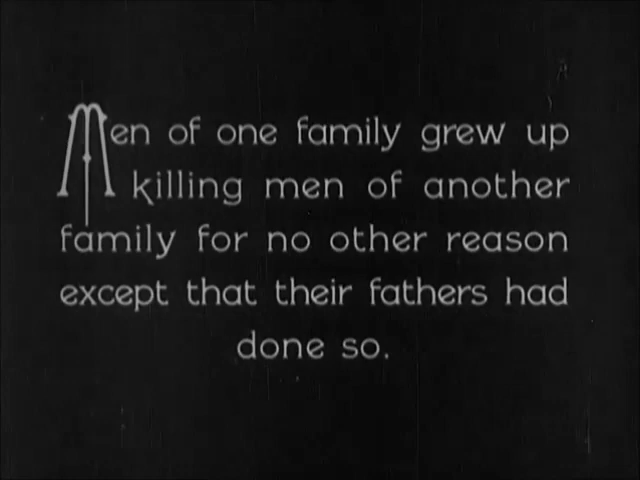 Men of one family grew up
killing men of another
family for no other reason
except that their fathers had
done so.